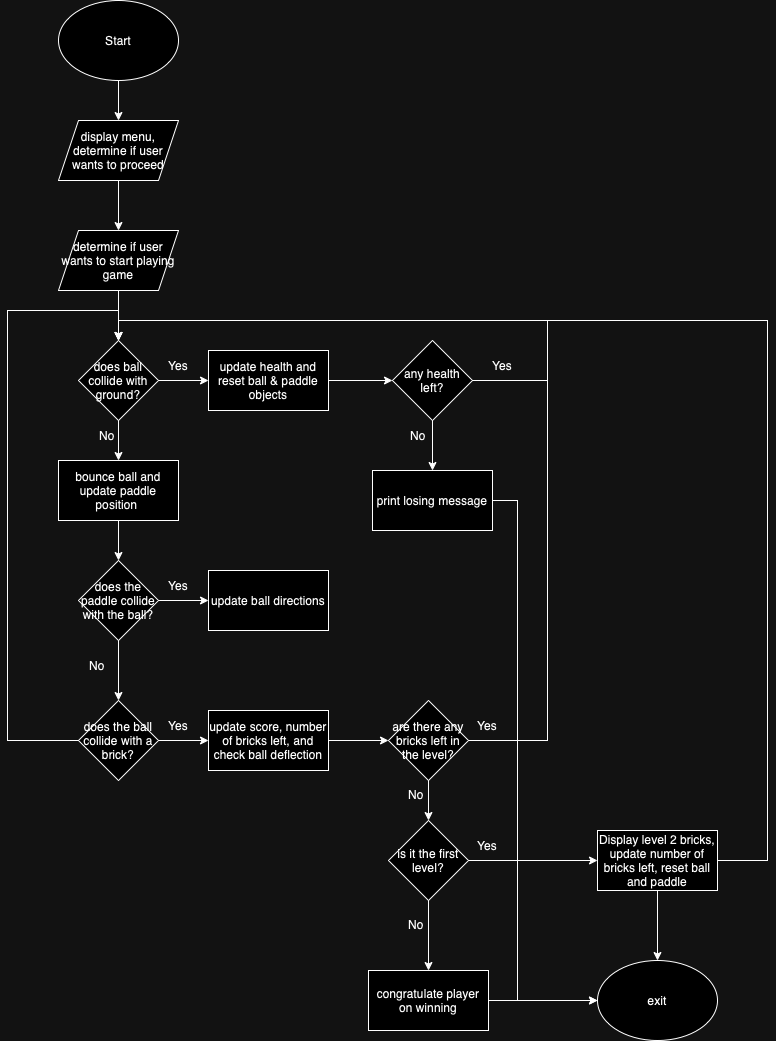 Start
display menu,
determine if user
wants to proceed
determine if user
wants to start playing
game
does ball
collide with
ground?
Yes
update health and
reset ball & paddle
objects
any health
left?
Yes
No
No
bounce ball and
update paddle
position
print losing message
does the
paddle collide
with the ball?
Yes
update ball directions
No
does the ball
collide with a
brick?
Yes
update score, number
of bricks left, and
check ball deflection
are there any
bricks left in
the level?
Yes
No
Is it the first
level?
Yes
Display level 2 bricks,
update number of
bricks left, reset ball
and paddle
No
congratulate player
on winning
exit